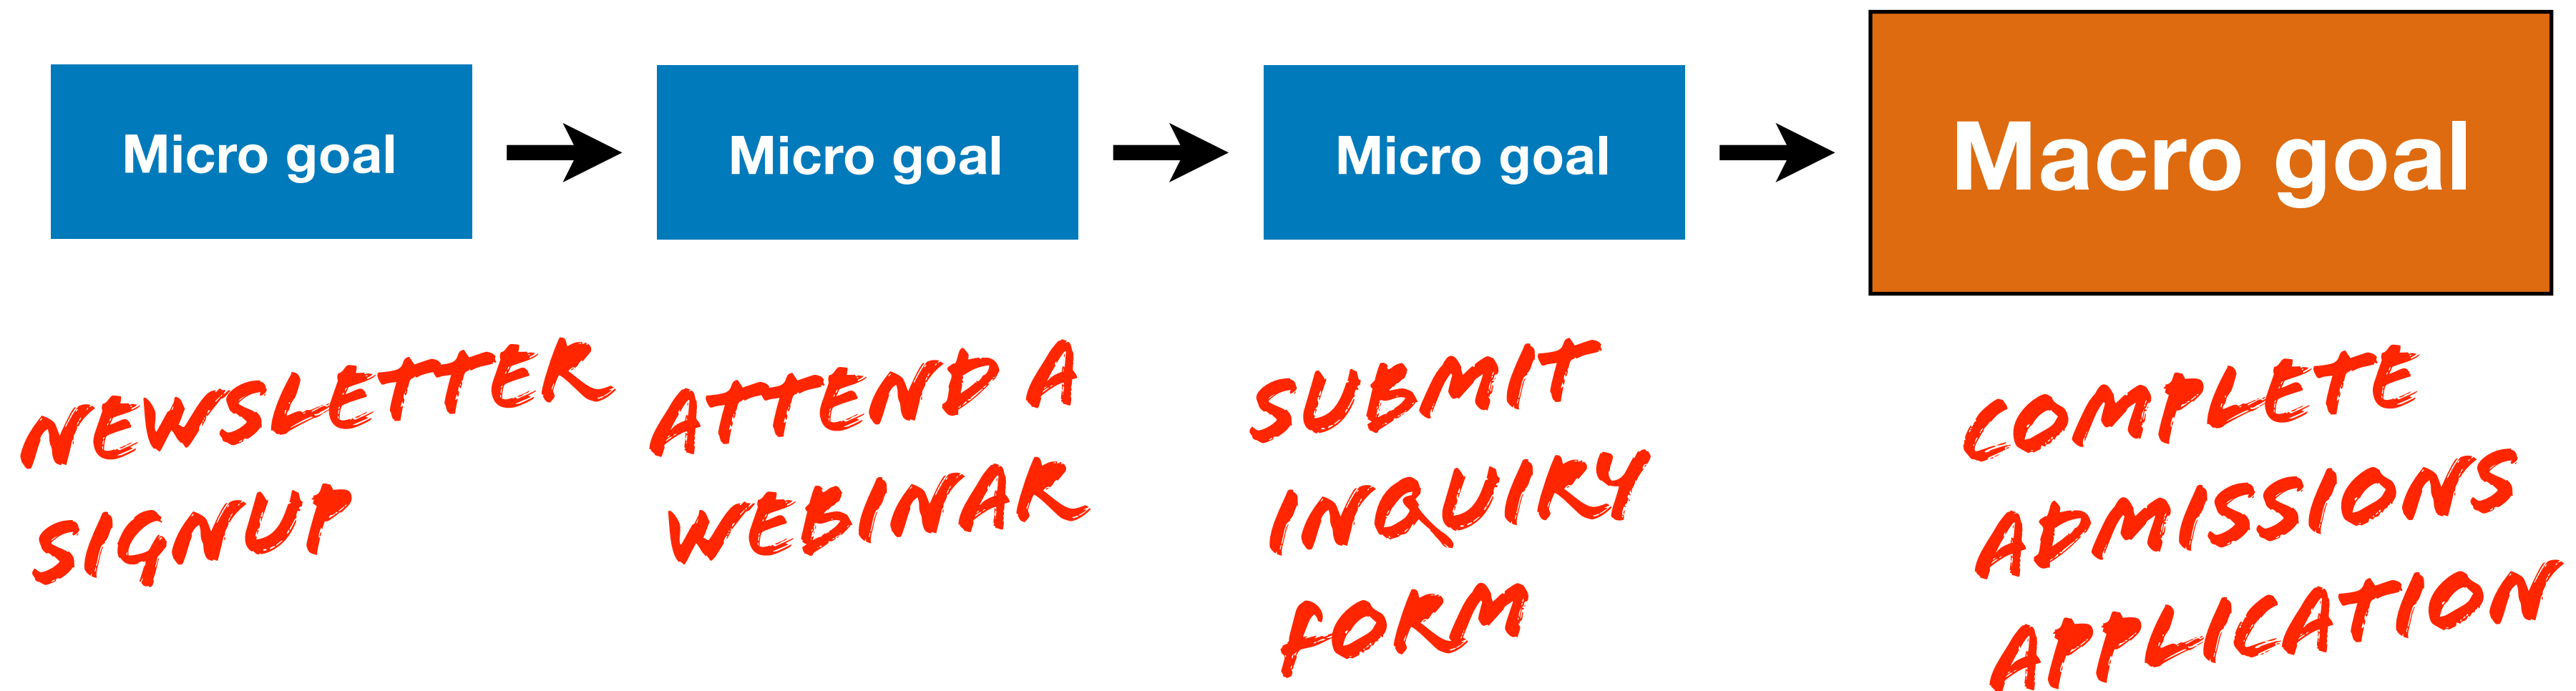 Micro goal
Micro goal
Micro goal
Macro goal
NEWSLETTER
SIGNUP
ATTEND A
WEBINAR
SUBMIT
INQUIRY
FORM
COMPLETE
ADMISSIONS
APPLICATION